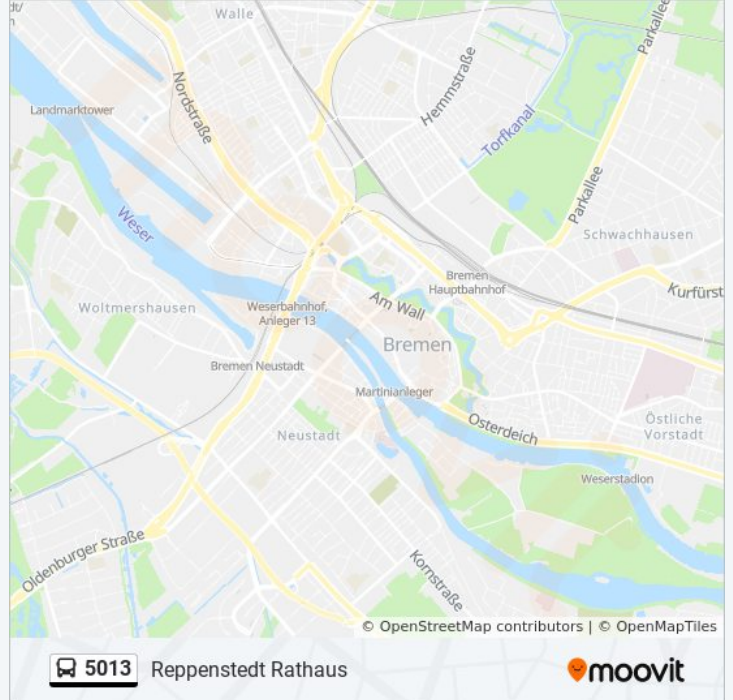 Walle
Parkallee
Hemmstraße
Nordstraße
Landmarktower
Torfkanal
Parkallee
Weser
Schwachhausen
Bremen
Hauptbahnhof
Kurfürst
Woltmershausen
Weserbahnhof,
Anleger 13
Am Wall
Bremen
Bremen Neustadt
Martinianleger
Neustadt
Osterdeich
Östliche
Vorstadt
Weserstadion
Oldenburger Straße
Kornstraße
© OpenStreetMap contributors | © OpenMapTiles
5013 Reppenstedt Rathaus
moovit